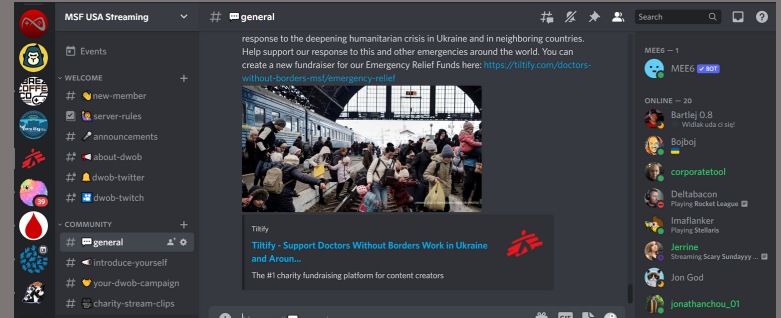 MSF USA Streaming
general
Search
Events
WELCOME
new-member
server-rules
announcements
about-dwob
dwob-twitter
dwob-twitch
COMMUNITY
general
introduce-yourself
your-dwob-campaign
charity-stream-clips
39
response to the deepening humanitarian crisis in Ukraine and in neighboring countries.
Help support our response to this and other emergencies around the world. You can
create a new fundraiser for our Emergency Relief Funds here: https://tiltify.com/doctors-
without-borders-msf/emergency-relief
Tiltify
Tiltify - Support Doctors Without Borders Work in Ukraine
and Aroun...
The #1 charity fundraising platform for content creators
MEE6 — 1
MEE6 BOT
ONLINE — 20
Bartlej 0.8
Widlak uda ci się!
Bojboj
corporatetool
Deltabacon
Playing Rocket League
Imaflanker
Playing Stellaris
Jerrine
Streaming Scary Sundayyy ...
Jon God
jonathanchou_01